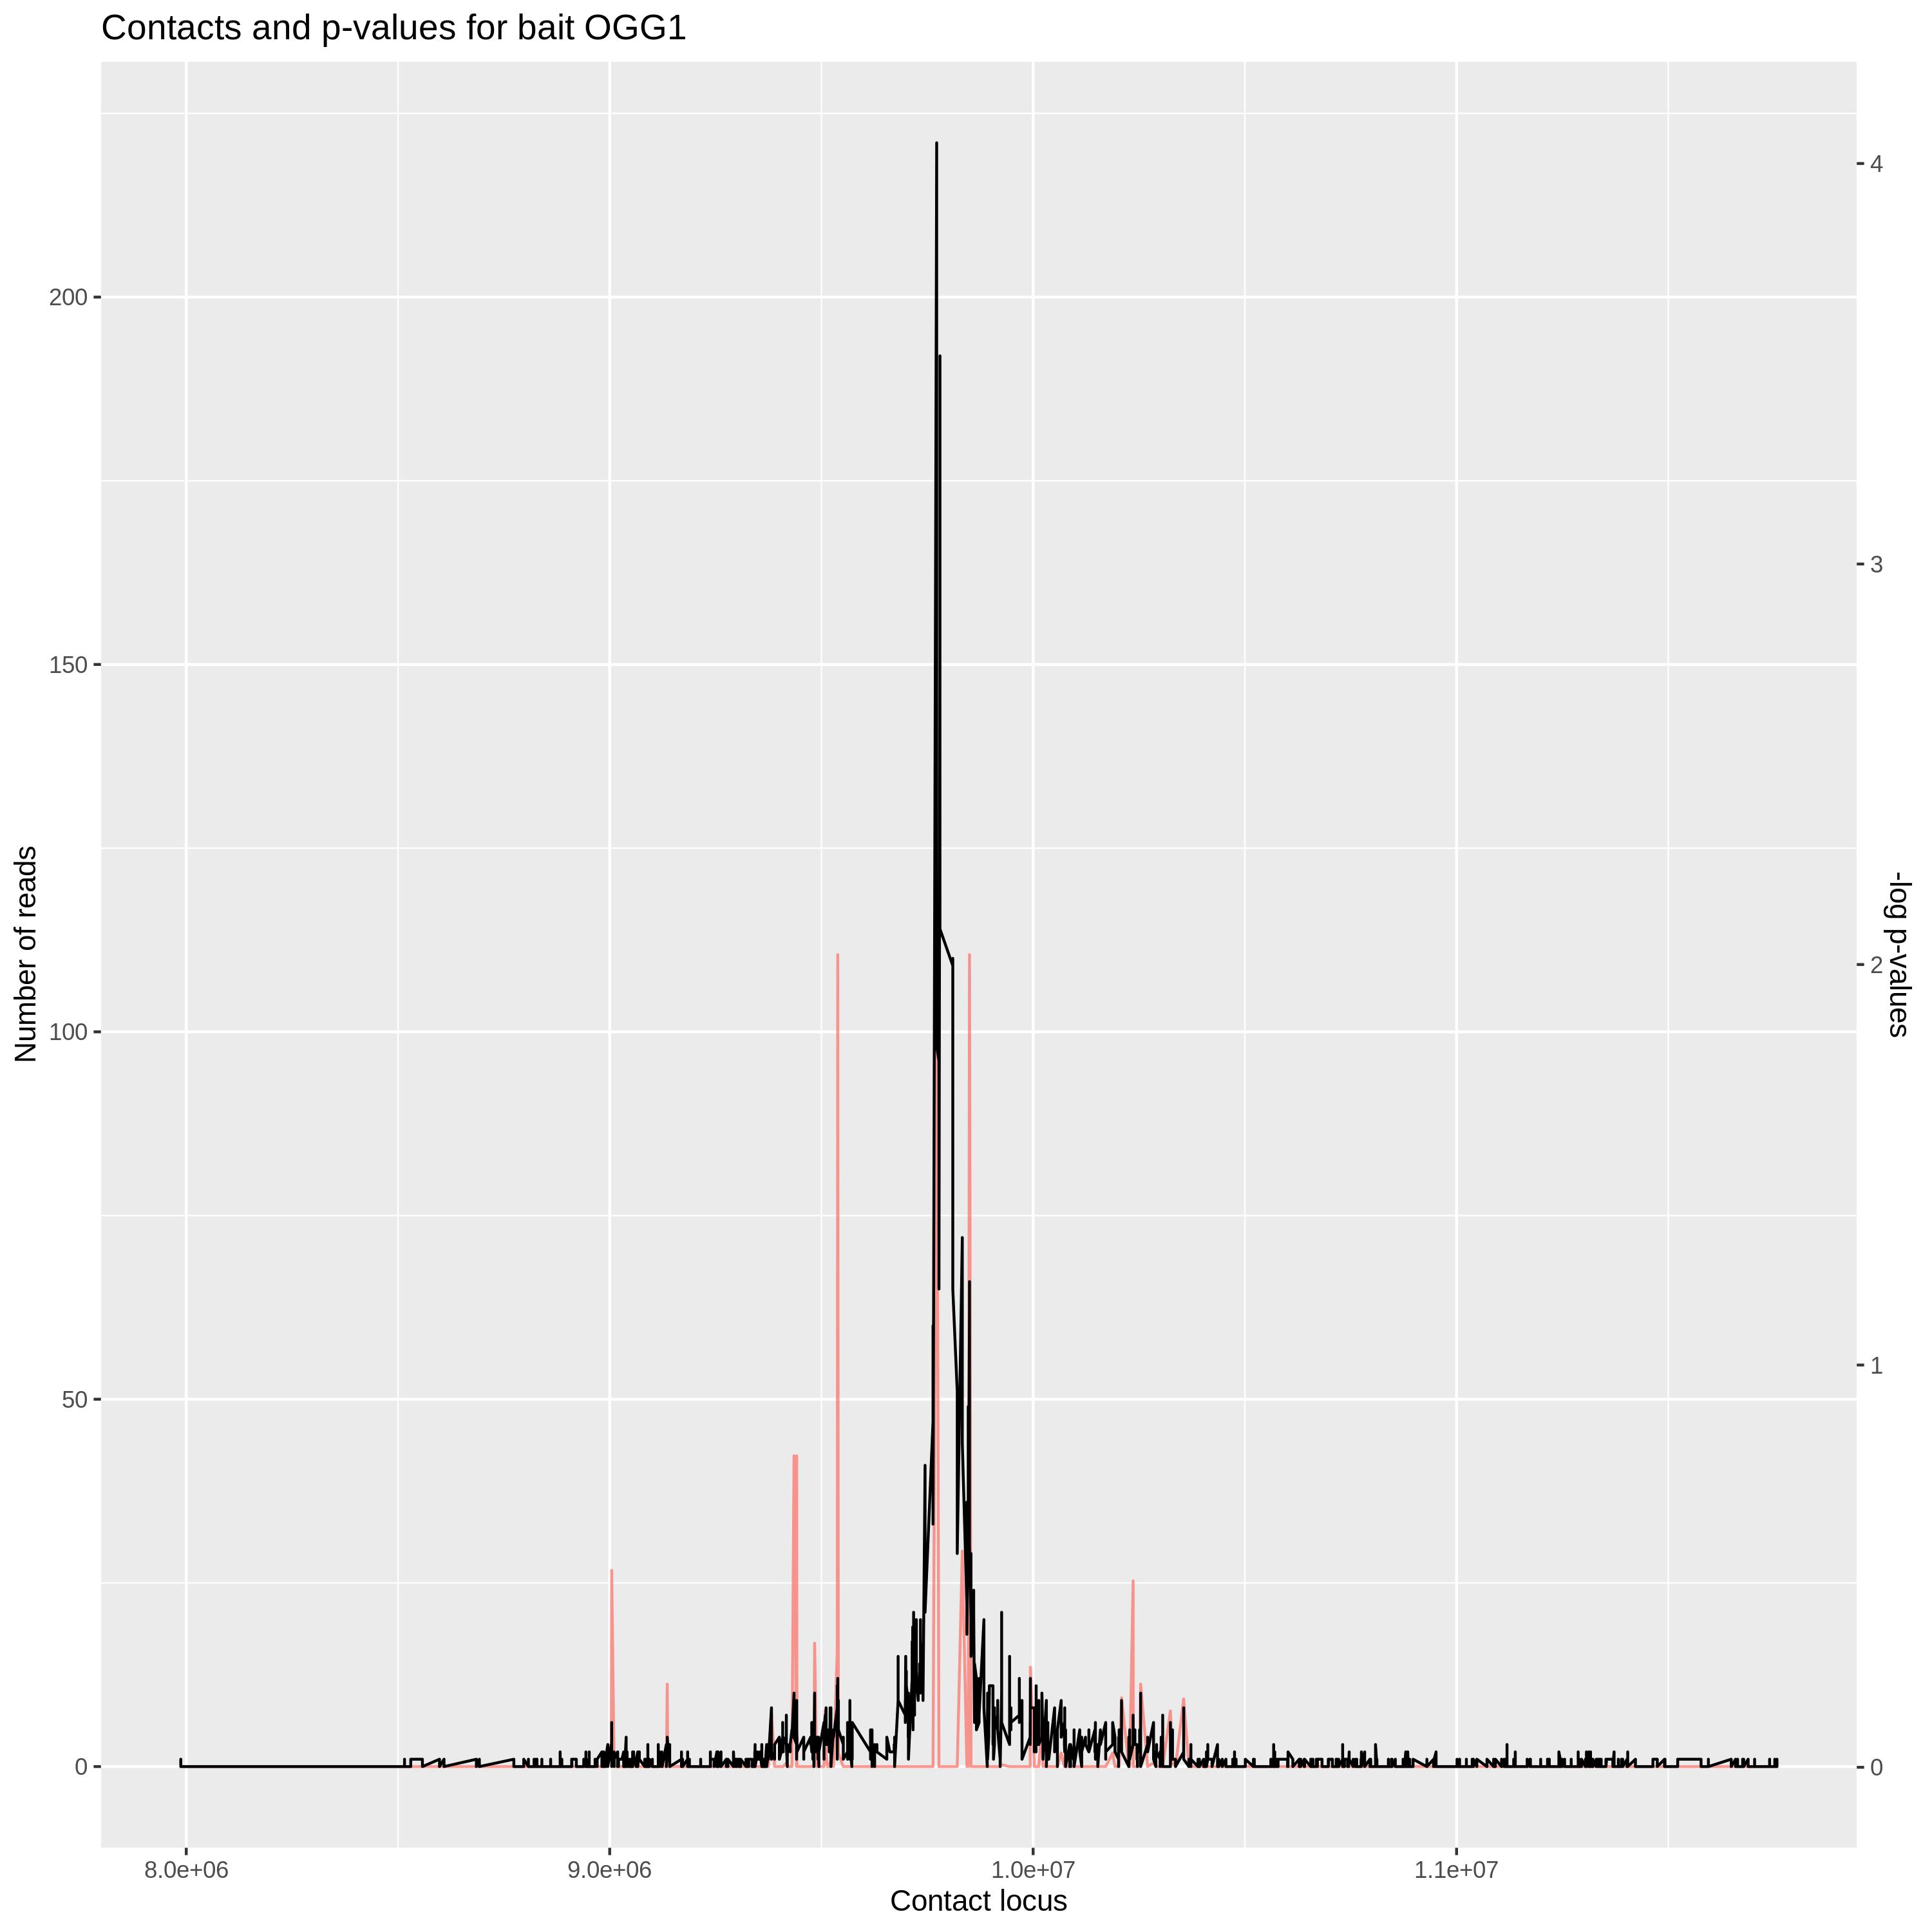 Contacts and p-values for bait OGG1
Number of reads
200
150
100
50
0
4
3
2
1
0
-log p-values
8.0e+06
9.0e+06
1.0e+07
1.1e+07
Contact locus